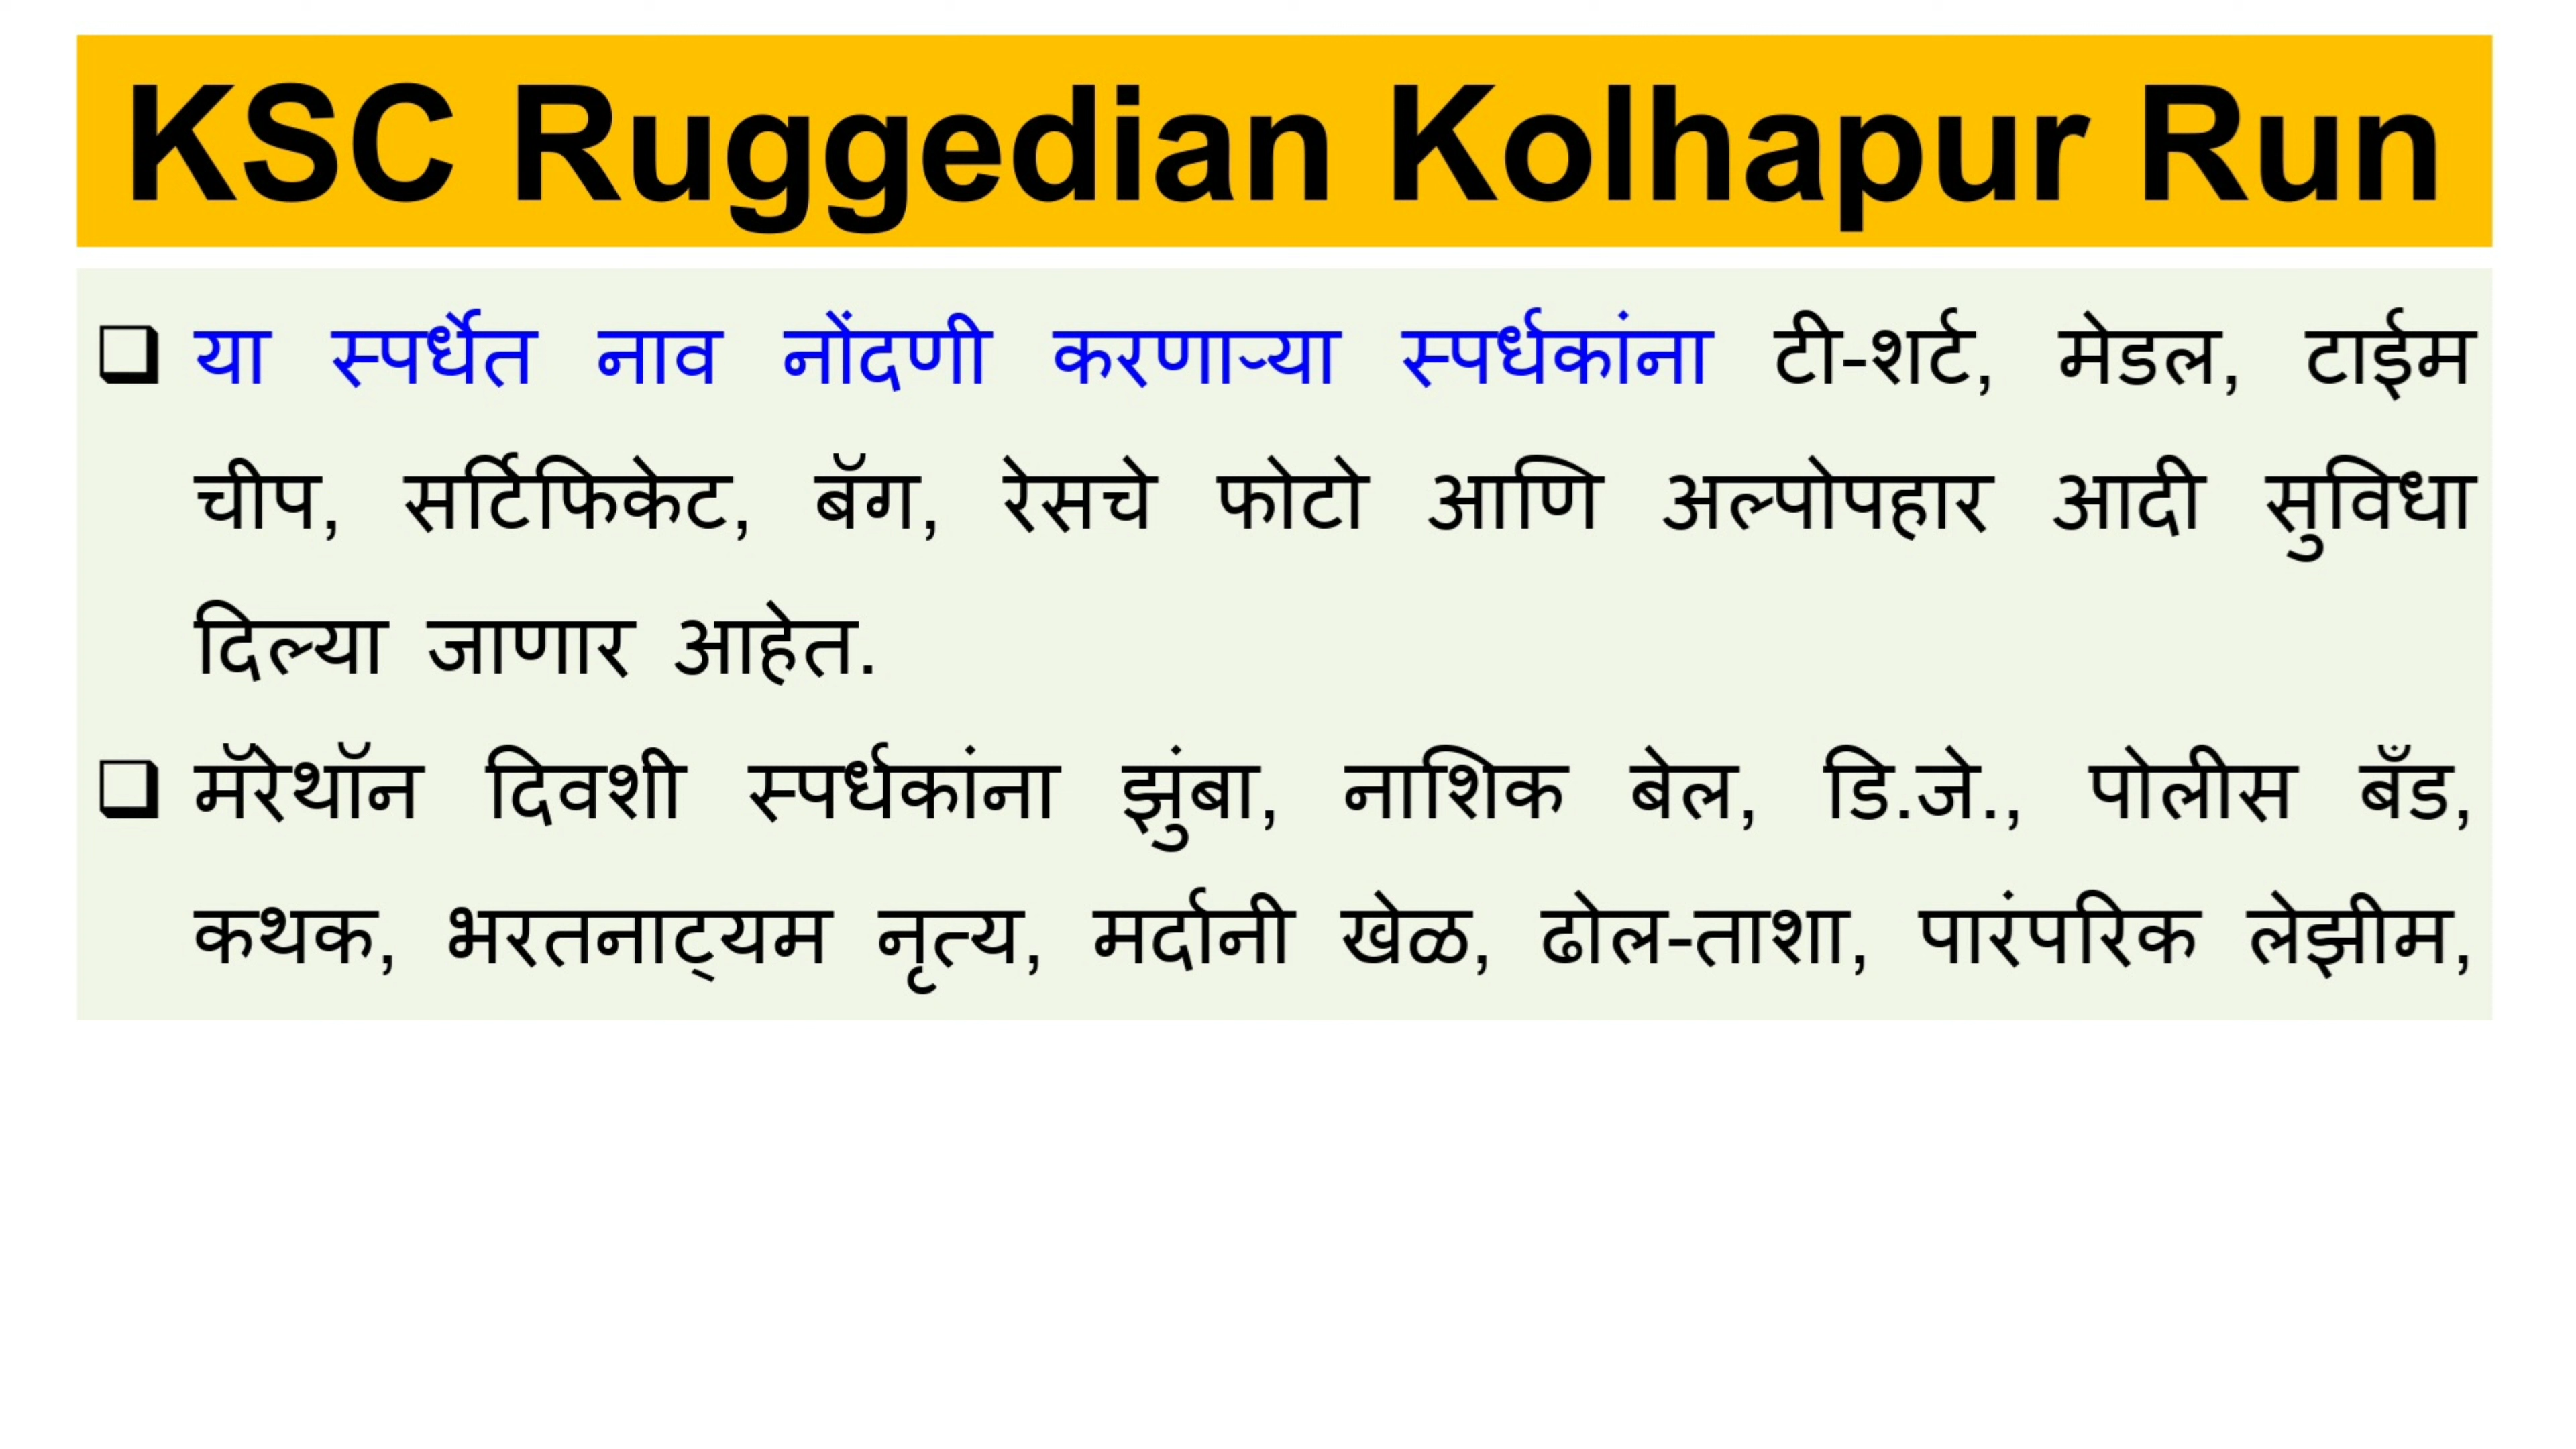 KSC Ruggedian Kolhapur Run
❑ या स्पर्धेत नाव नोंदणी करणाऱ्या स्पर्धकांना टी-शर्ट, मेडल, टाईम
चीप, सर्टिफिकेट, बॅग, रेसचे फोटो आणि अल्पोपहार आदी सुविधा
दिल्या जाणार आहेत.
❑ मॅरेथॉन दिवशी स्पर्धकांना झुंबा, नाशिक बेल, डि.जे., पोलीस बँड,
कथक, भरतनाट्यम नृत्य, मर्दानी खेळ, ढोल-ताशा, पारंपरिक लेझीम,